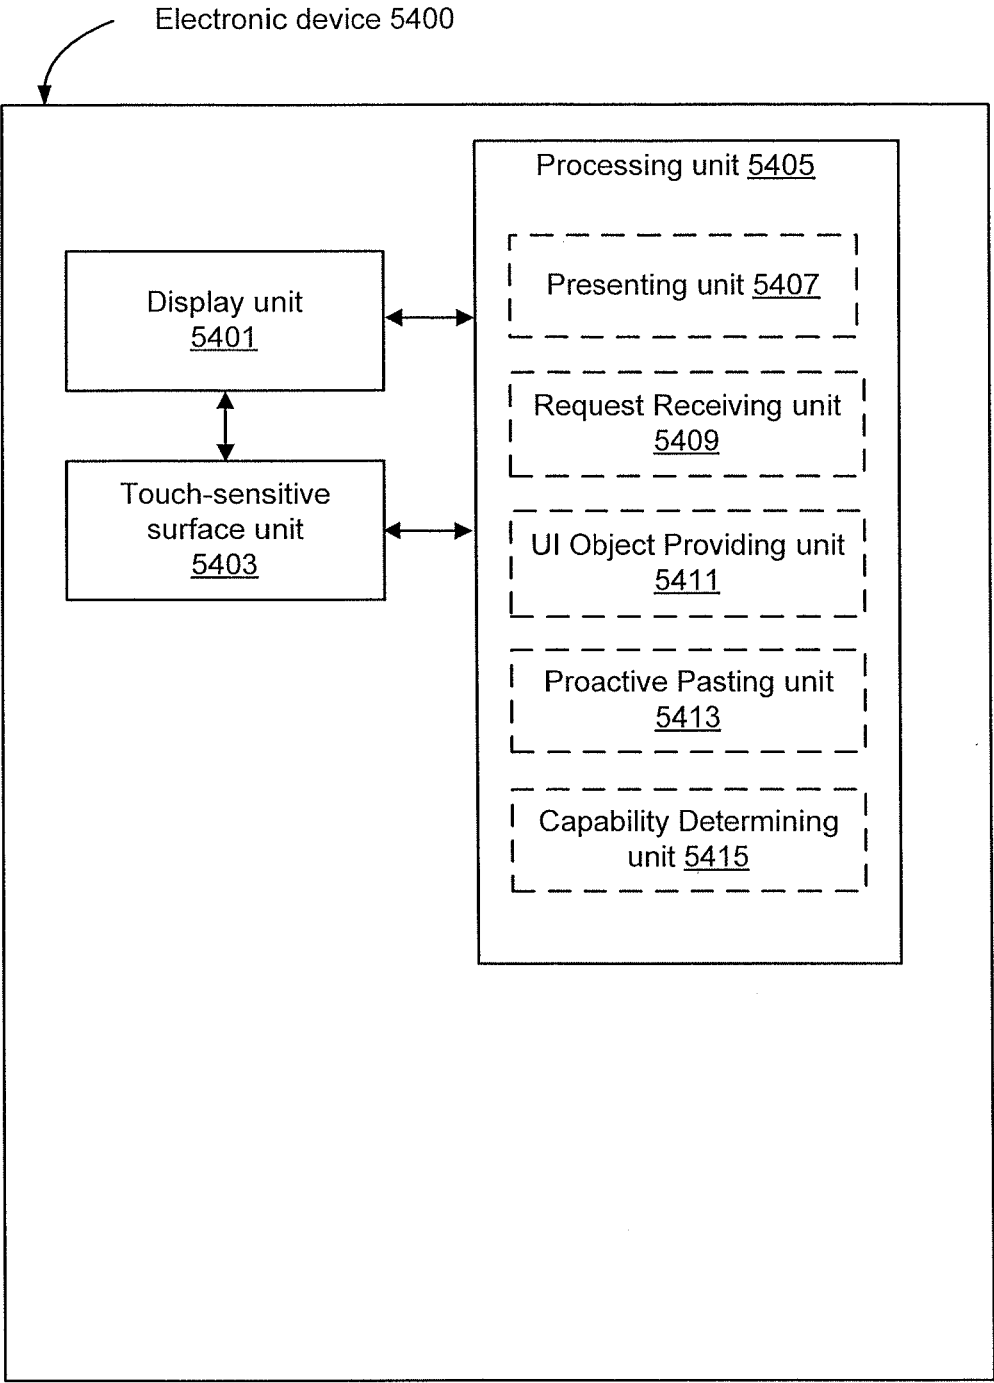 Electronic device 5400
Processing unit 5405
Presenting unit 5407
Display unit
5401
Request Receiving unit
5409
Touch-sensitive
surface unit
5403
UI Object Providing unit
5411
Proactive Pasting unit
5413
Capability Determining
unit 5415